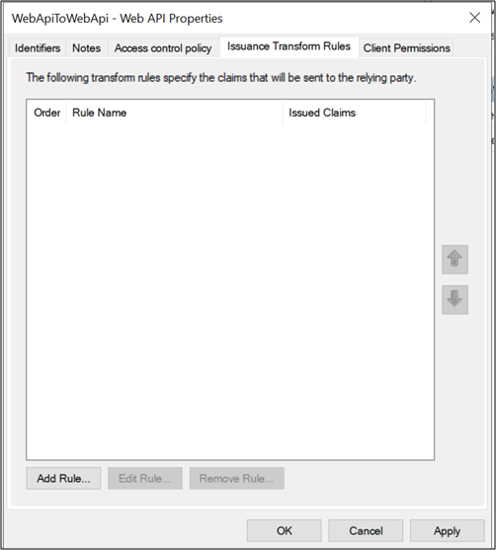 WebApiToWebApi - Web API Properties
Identifiers Notes Access control policy Issuance Transform Rules Client Permissions
The following transform rules specify the claims that will be sent to the relying party.
Order Rule Name Issued Claims
Add Rule... Edit Rule... Remove Rule...
OK Cancel Apply